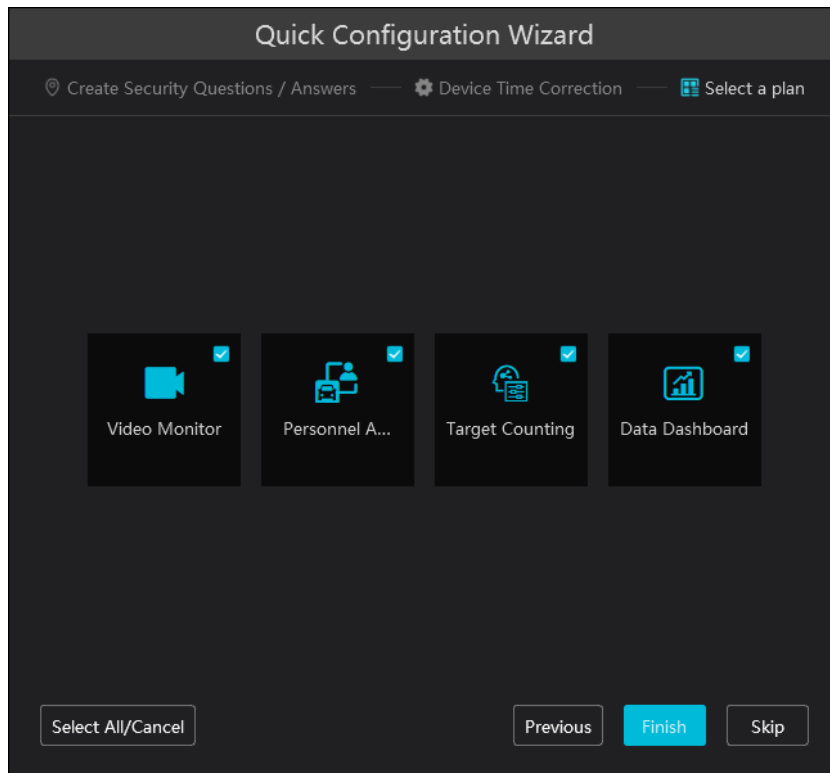 Quick Configuration Wizard
Create Security Questions / Answers
Device Time Correction
Select a plan
Video Monitor
Personnel A...
Target Counting
Data Dashboard
Select All/Cancel
Previous
Finish
Skip